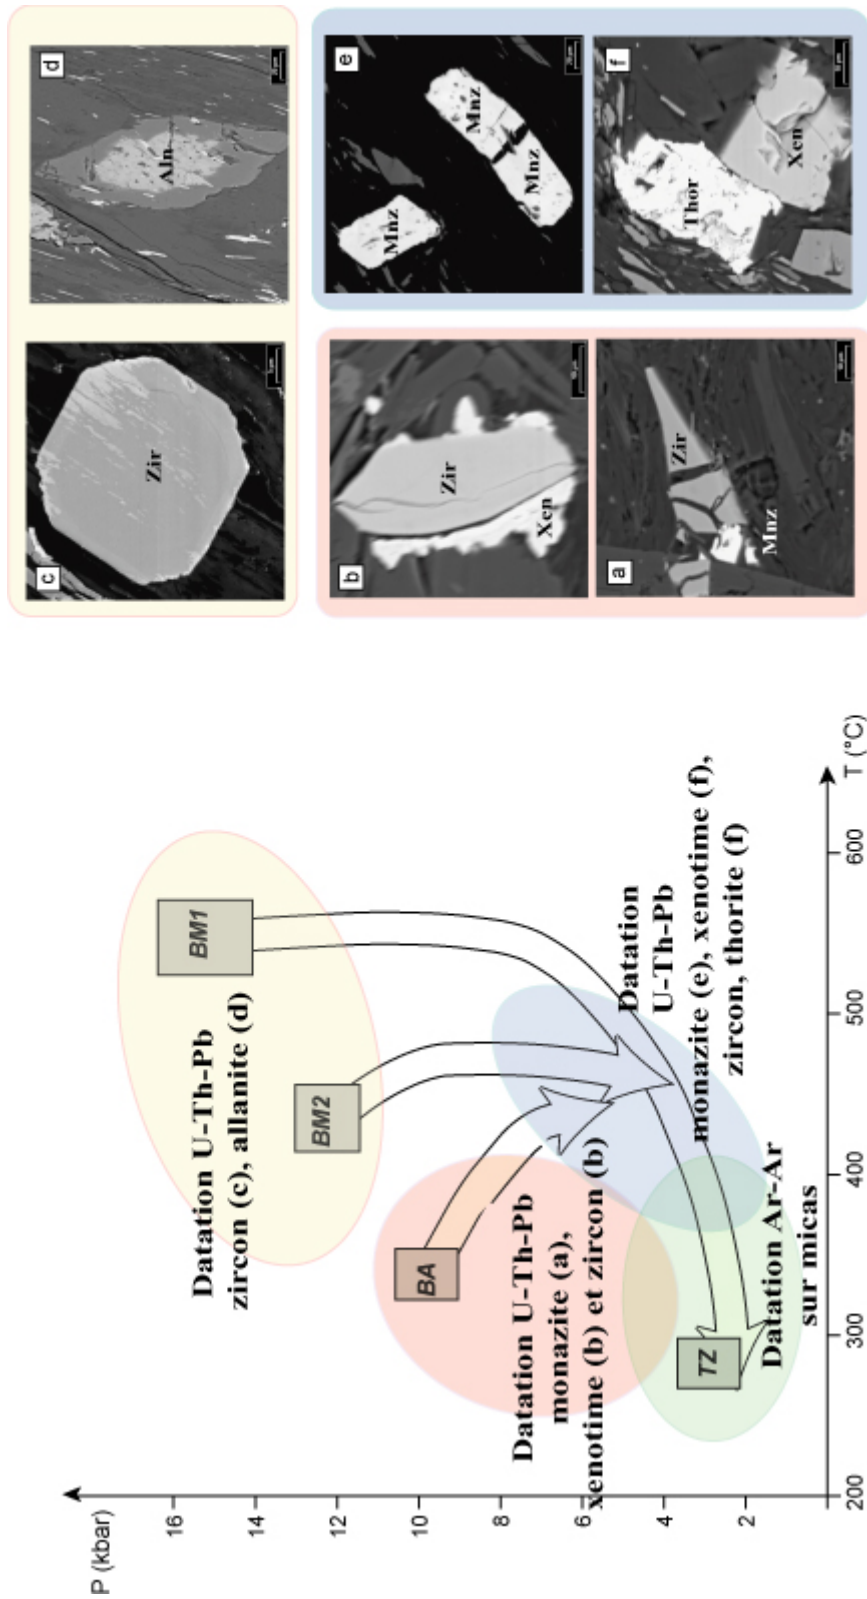 P (kbar)
16
14
12
10
8
6
4
2
200
300
400
500
600
T (°C)
BM1
BM2
BA
TZ
Datation U-Th-Pb
zircon (c), allanite (d)
Datation U-Th-Pb
monazite (a),
xenotime (b) et zircon (b)
Datation
U-Th-Pb
monazite (e), xenotime (f),
zircon, thorite (f)
Datation Ar-Ar
sur micas
c
Zir
d
Aln
b
Zir
Xen
e
Mnz
Mnz
Mnz
a
Zir
Mnz
f
Thor
Xen